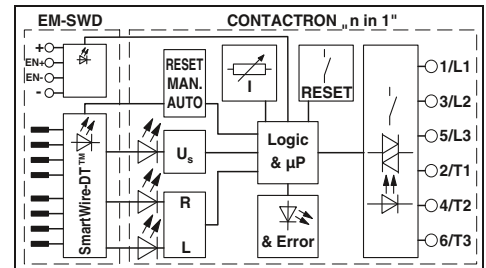 EM-SWD
CONTACTRON „n in 1"
+
EN+
EN-
-
RESET
MAN.
AUTO
I
RESET
SmartWire-DT™
Us
R
L
Logic
& µP
& Error
1/L1
3/L2
5/L3
2/T1
4/T2
6/T3